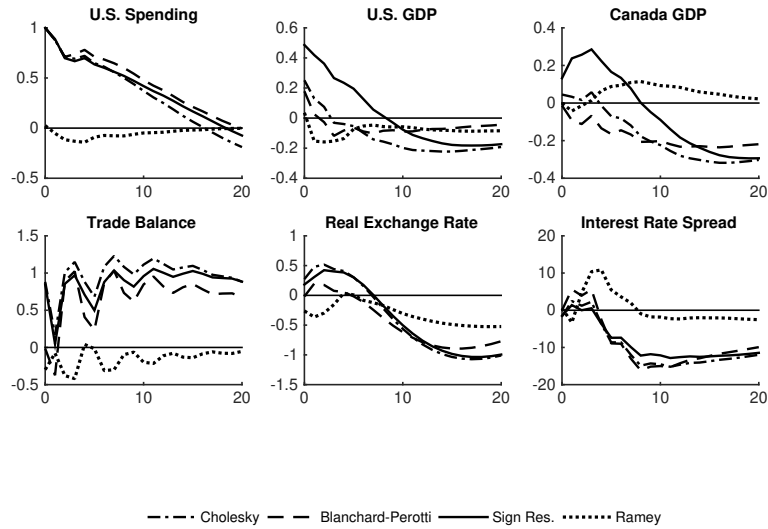 U.S. Spending
U.S. GDP
Canada GDP
1
0.5
0
-0.5
0 10 20
0.6
0.4
0.2
0
-0.2
-0.4
0 10 20
0.4
0.2
0
-0.2
-0.4
0 10 20
Trade Balance
Real Exchange Rate
Interest Rate Spread
1.5
1
0.5
0
-0.5
0 10 20
1
0.5
0
-0.5
-1
-1.5
0 10 20
20
10
0
-10
-20
0 10 20
Cholesky Blanchard-Perotti Sign Res. Ramey